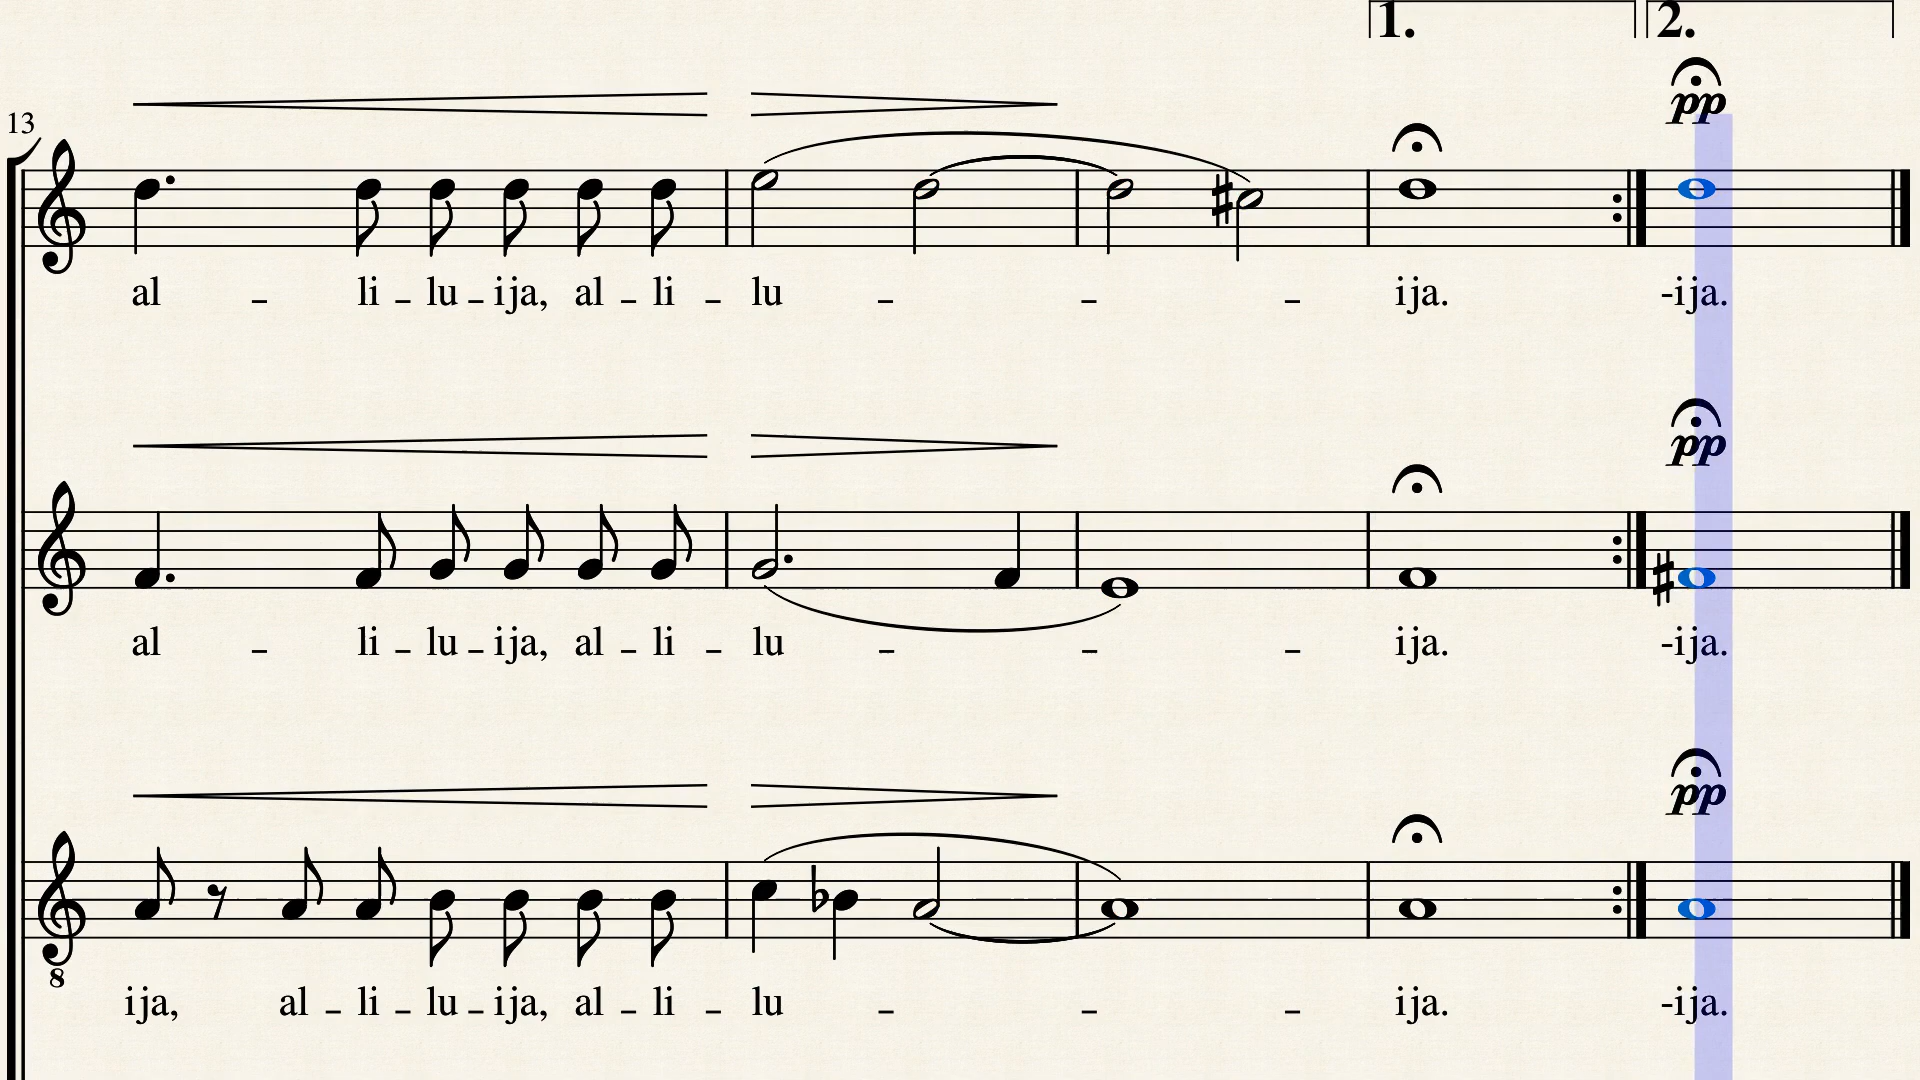 1. 2.
pp
13
al - li - lu - ija, al - li - lu - - - ija. -ija.
pp
al - li - lu - ija, al - li - lu - - - ija. -ija.
pp
8
ija, al - li - lu - ija, al - li - lu - - - ija. -ija.